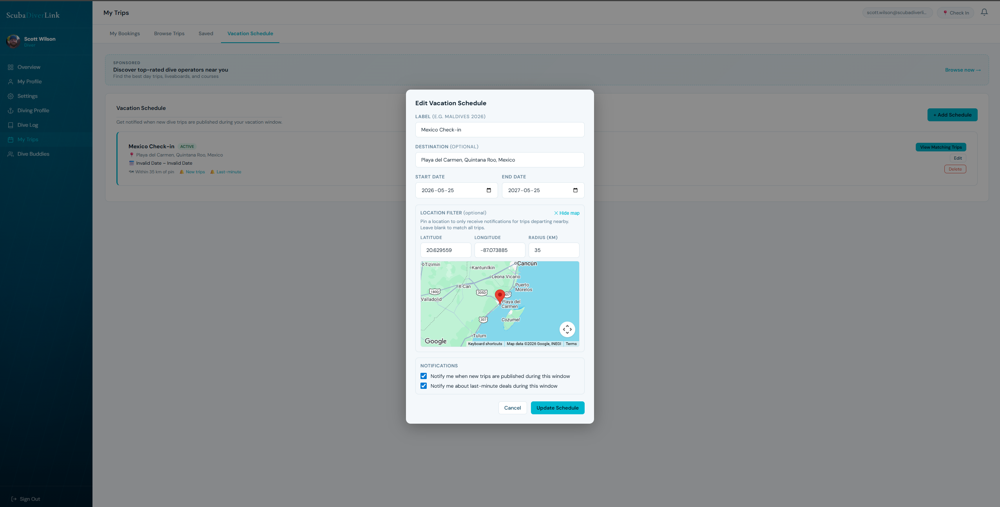 ScubaDiverLink
Scott Wilson
Diver
Overview
My Profile
Settings
Diving Profile
Dive Log
My Trips
Dive Buddies
Sign Out
My Trips
scott.wilson@scubadiverli...
Check In
My Bookings
Browse Trips
Saved
Vacation Schedule
SPONSORED
Discover top-rated dive operators near you
Find the best day trips, liveaboards, and courses
Browse now →
Vacation Schedule
Get notified when new dive trips are published during your vacation window.
+ Add Schedule
Mexico Check-in ACTIVE
Playa del Carmen, Quintana Roo, Mexico
Invalid Date – Invalid Date
Within 35 km of pin New trips Last-minute
View Matching Trips
Edit
Delete
Edit Vacation Schedule
LABEL (E.G. MALDIVES 2026)
Mexico Check-in
DESTINATION (OPTIONAL)
Playa del Carmen, Quintana Roo, Mexico
START DATE
END DATE
2026-05-25
2027-05-25
LOCATION FILTER (optional)
Hide map
Pin a location to only receive notifications for trips departing nearby.
Leave blank to match all trips.
LATITUDE
LONGITUDE
RADIUS (KM)
20.629559
-87.073885
35
Tizimín
Cancún
Kantunilkín
Leona Vicario
X-Can
Puerto
Morelos
180D
305D
307
Valladolid
Playa del
Carmen
307
Cozumel
Tulum
Google
Keyboard shortcuts
Map data ©2026 Google, INEGI
Terms
NOTIFICATIONS
Notify me when new trips are published during this window
Notify me about last-minute deals during this window
Cancel
Update Schedule